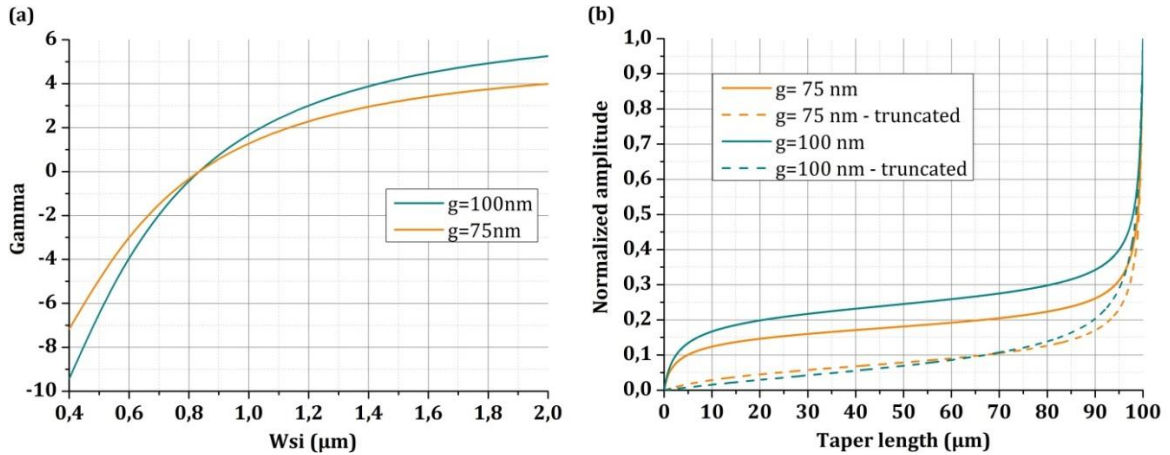 (a)
6
4
2
0
-2
-4
-6
-8
-10
Gamma
g=100nm
g=75nm
0,4 0,6 0,8 1,0 1,2 1,4 1,6 1,8 2,0
Wsi (µm)
(b)
1,0
0,9
0,8
0,7
0,6
0,5
0,4
0,3
0,2
0,1
0,0
Normalized amplitude
g= 75 nm
g= 75 nm - truncated
g=100 nm
g=100 nm - truncated
0 10 20 30 40 50 60 70 80 90 100
Taper length (µm)